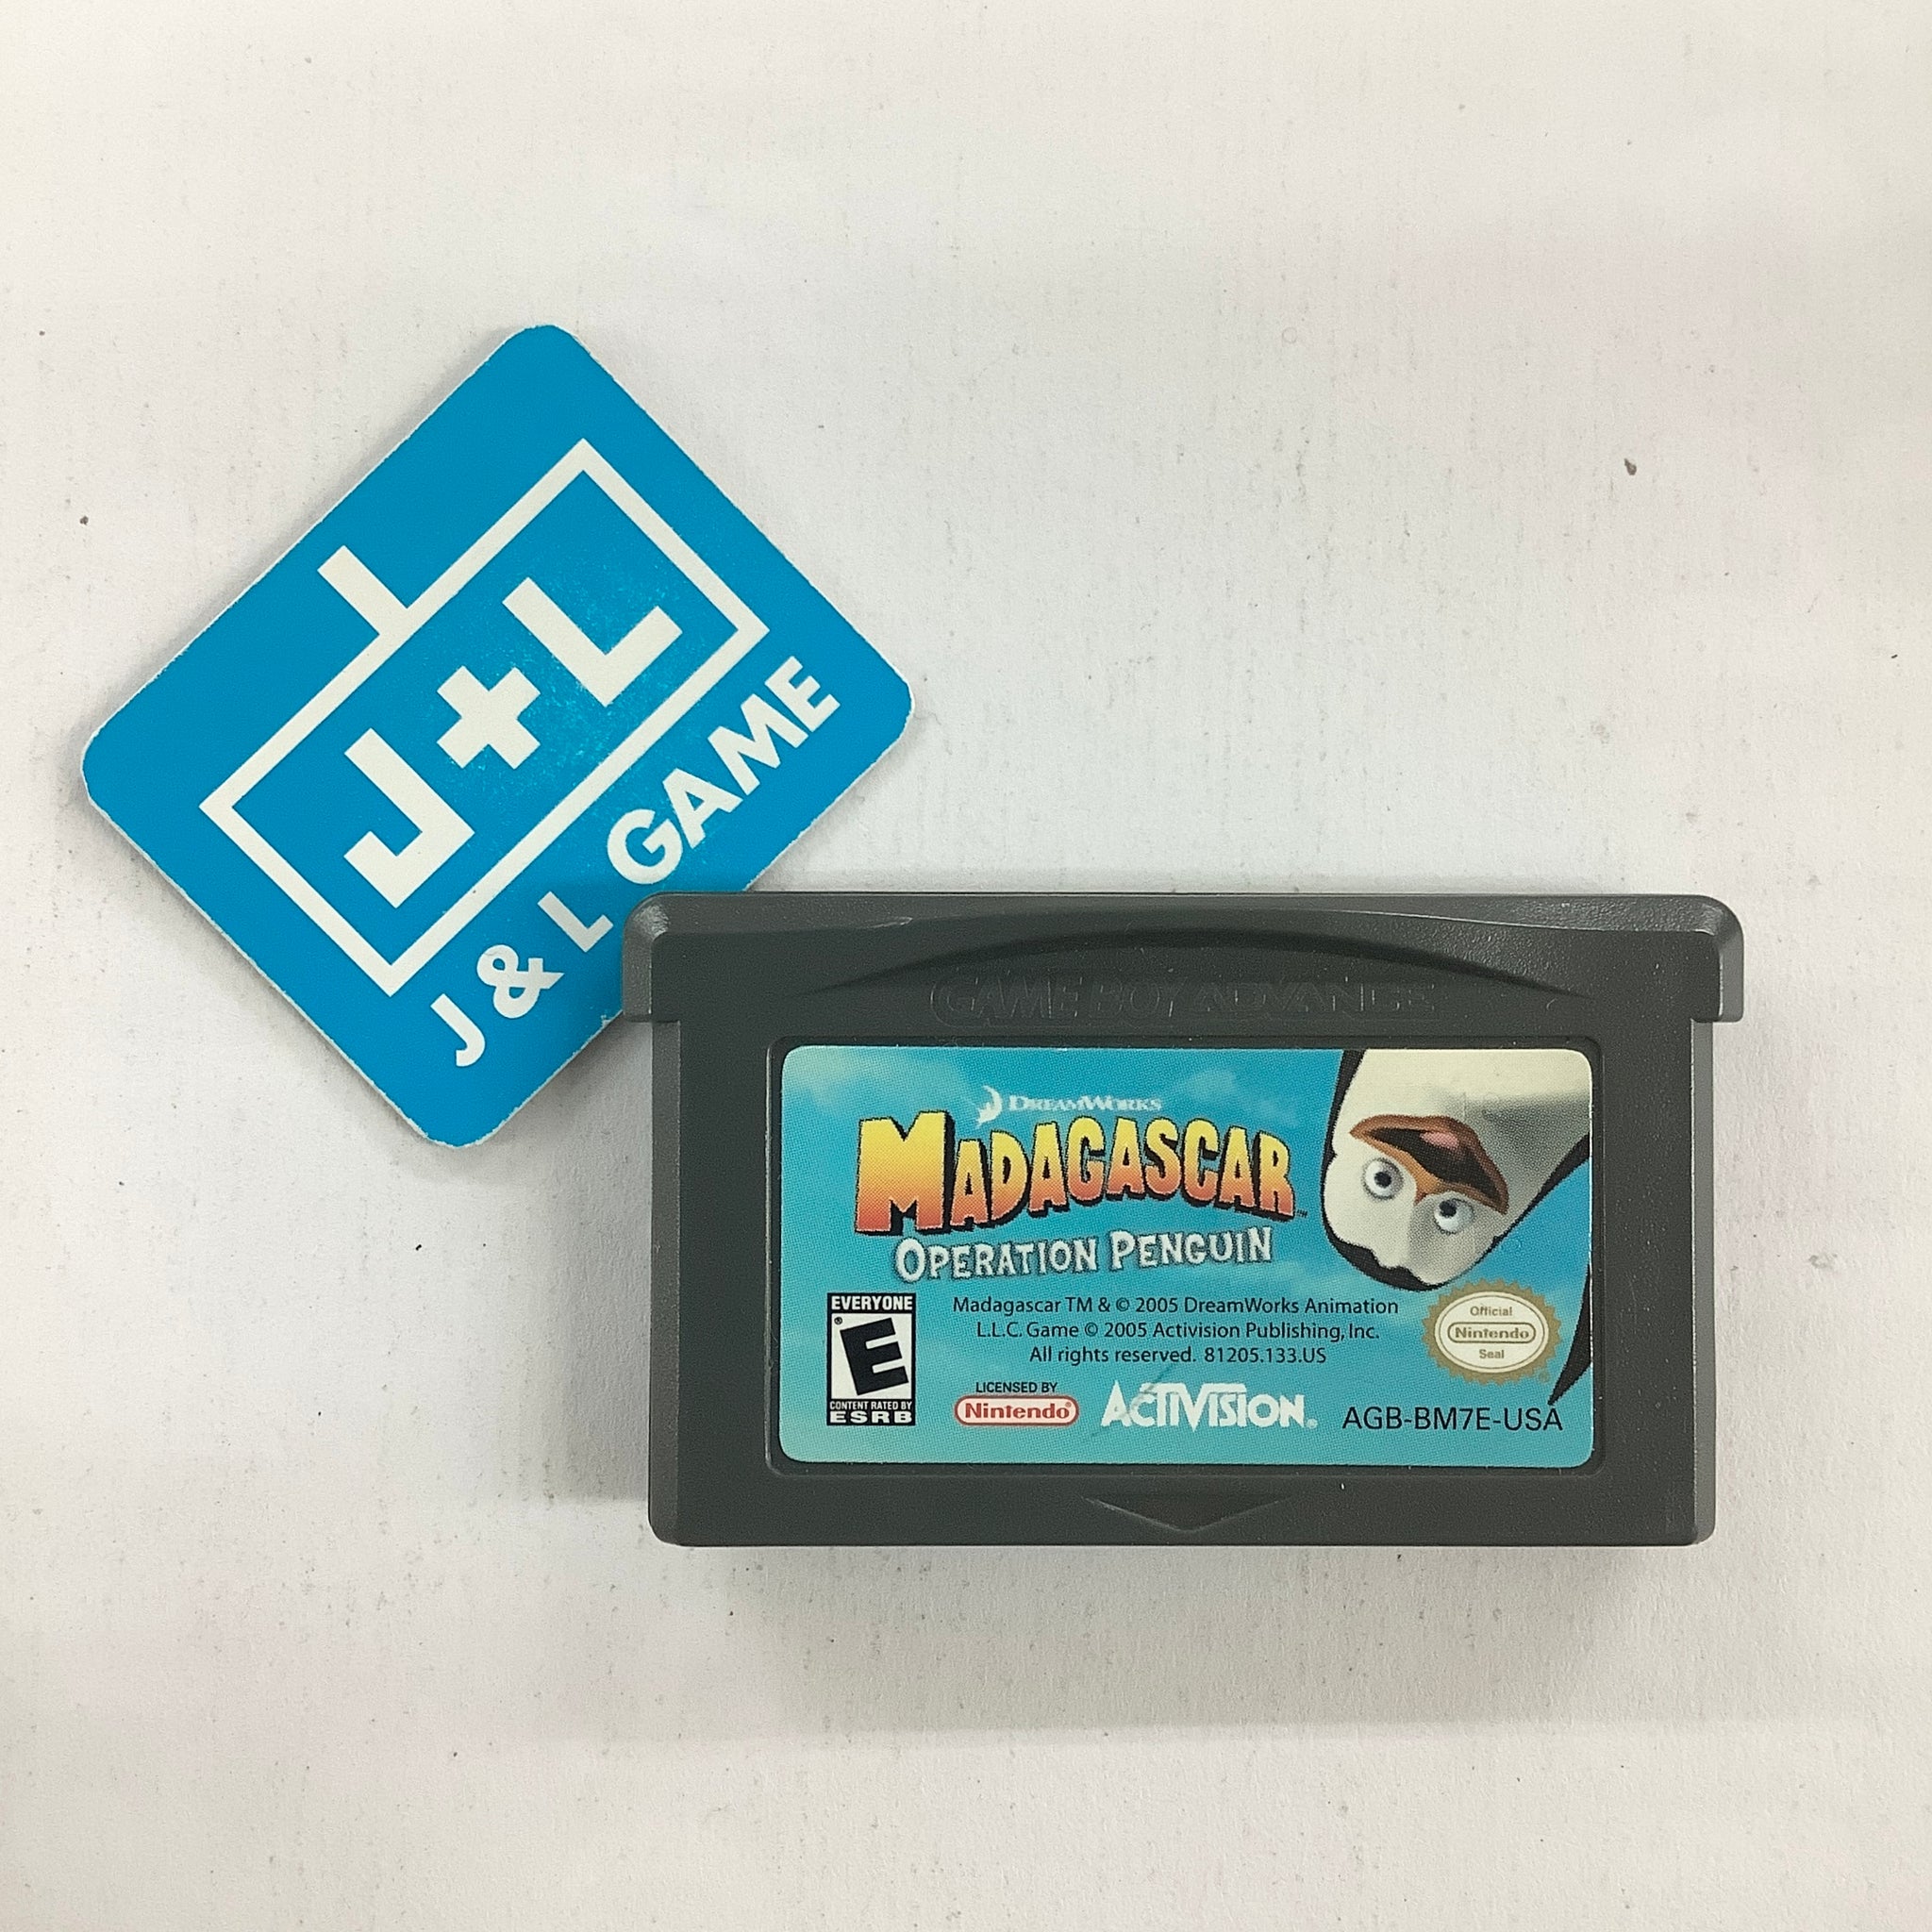 J+L
J & L GAME
GAME BOY ADVANCE
DREAMWORKS
MADAGASCAR™
OPERATION PENGUIN
EVERYONE
E®
CONTENT RATED BY
ESRB
Madagascar TM & © 2005 DreamWorks Animation
L.L.C. Game © 2005 Activision Publishing, Inc.
All rights reserved. 81205.133.US
LICENSED BY
Nintendo®
ACTIVISION®
Official
Nintendo
Seal
AGB-BM7E-USA